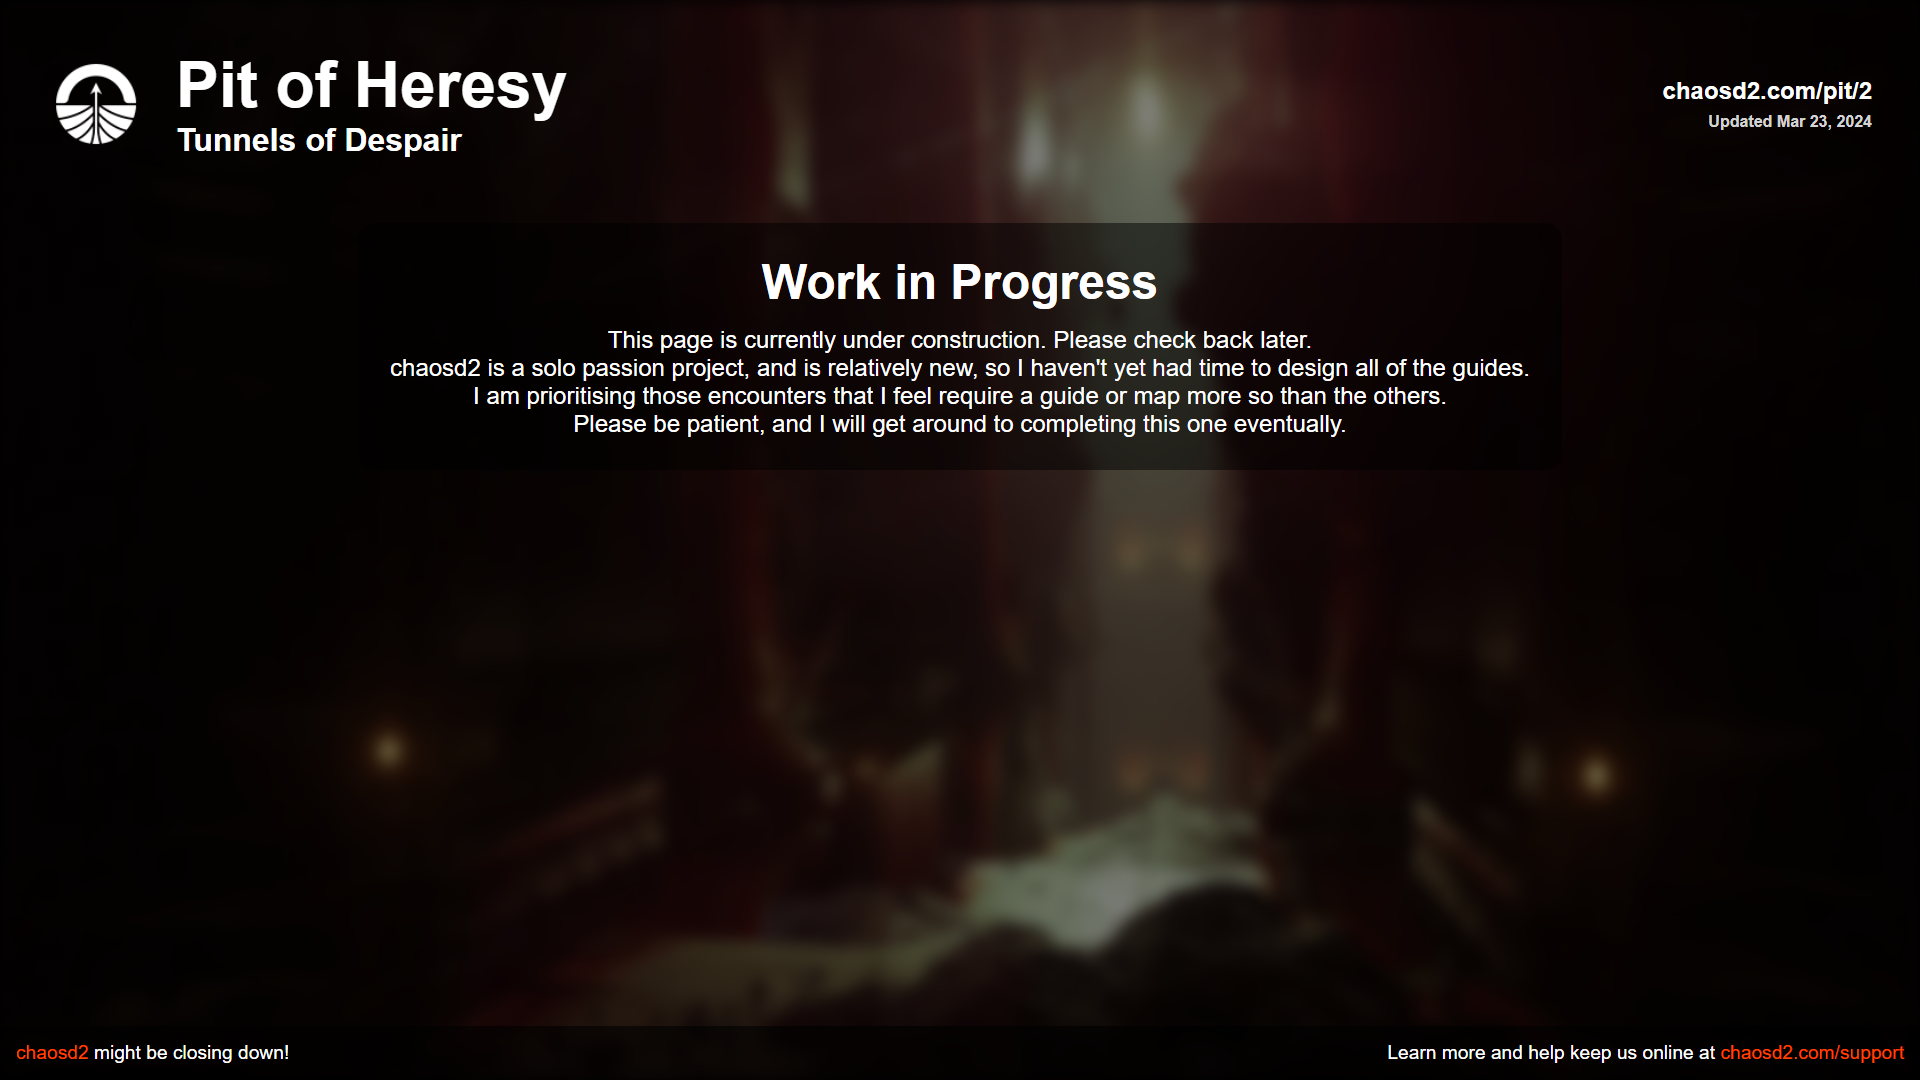 Pit of Heresy
Tunnels of Despair
chaosd2.com/pit/2
Updated Mar 23, 2024
Work in Progress
This page is currently under construction. Please check back later.
chaosd2 is a solo passion project, and is relatively new, so I haven't yet had time to design all of the guides.
I am prioritising those encounters that I feel require a guide or map more so than the others.
Please be patient, and I will get around to completing this one eventually.
chaosd2 might be closing down!
Learn more and help keep us online at chaosd2.com/support